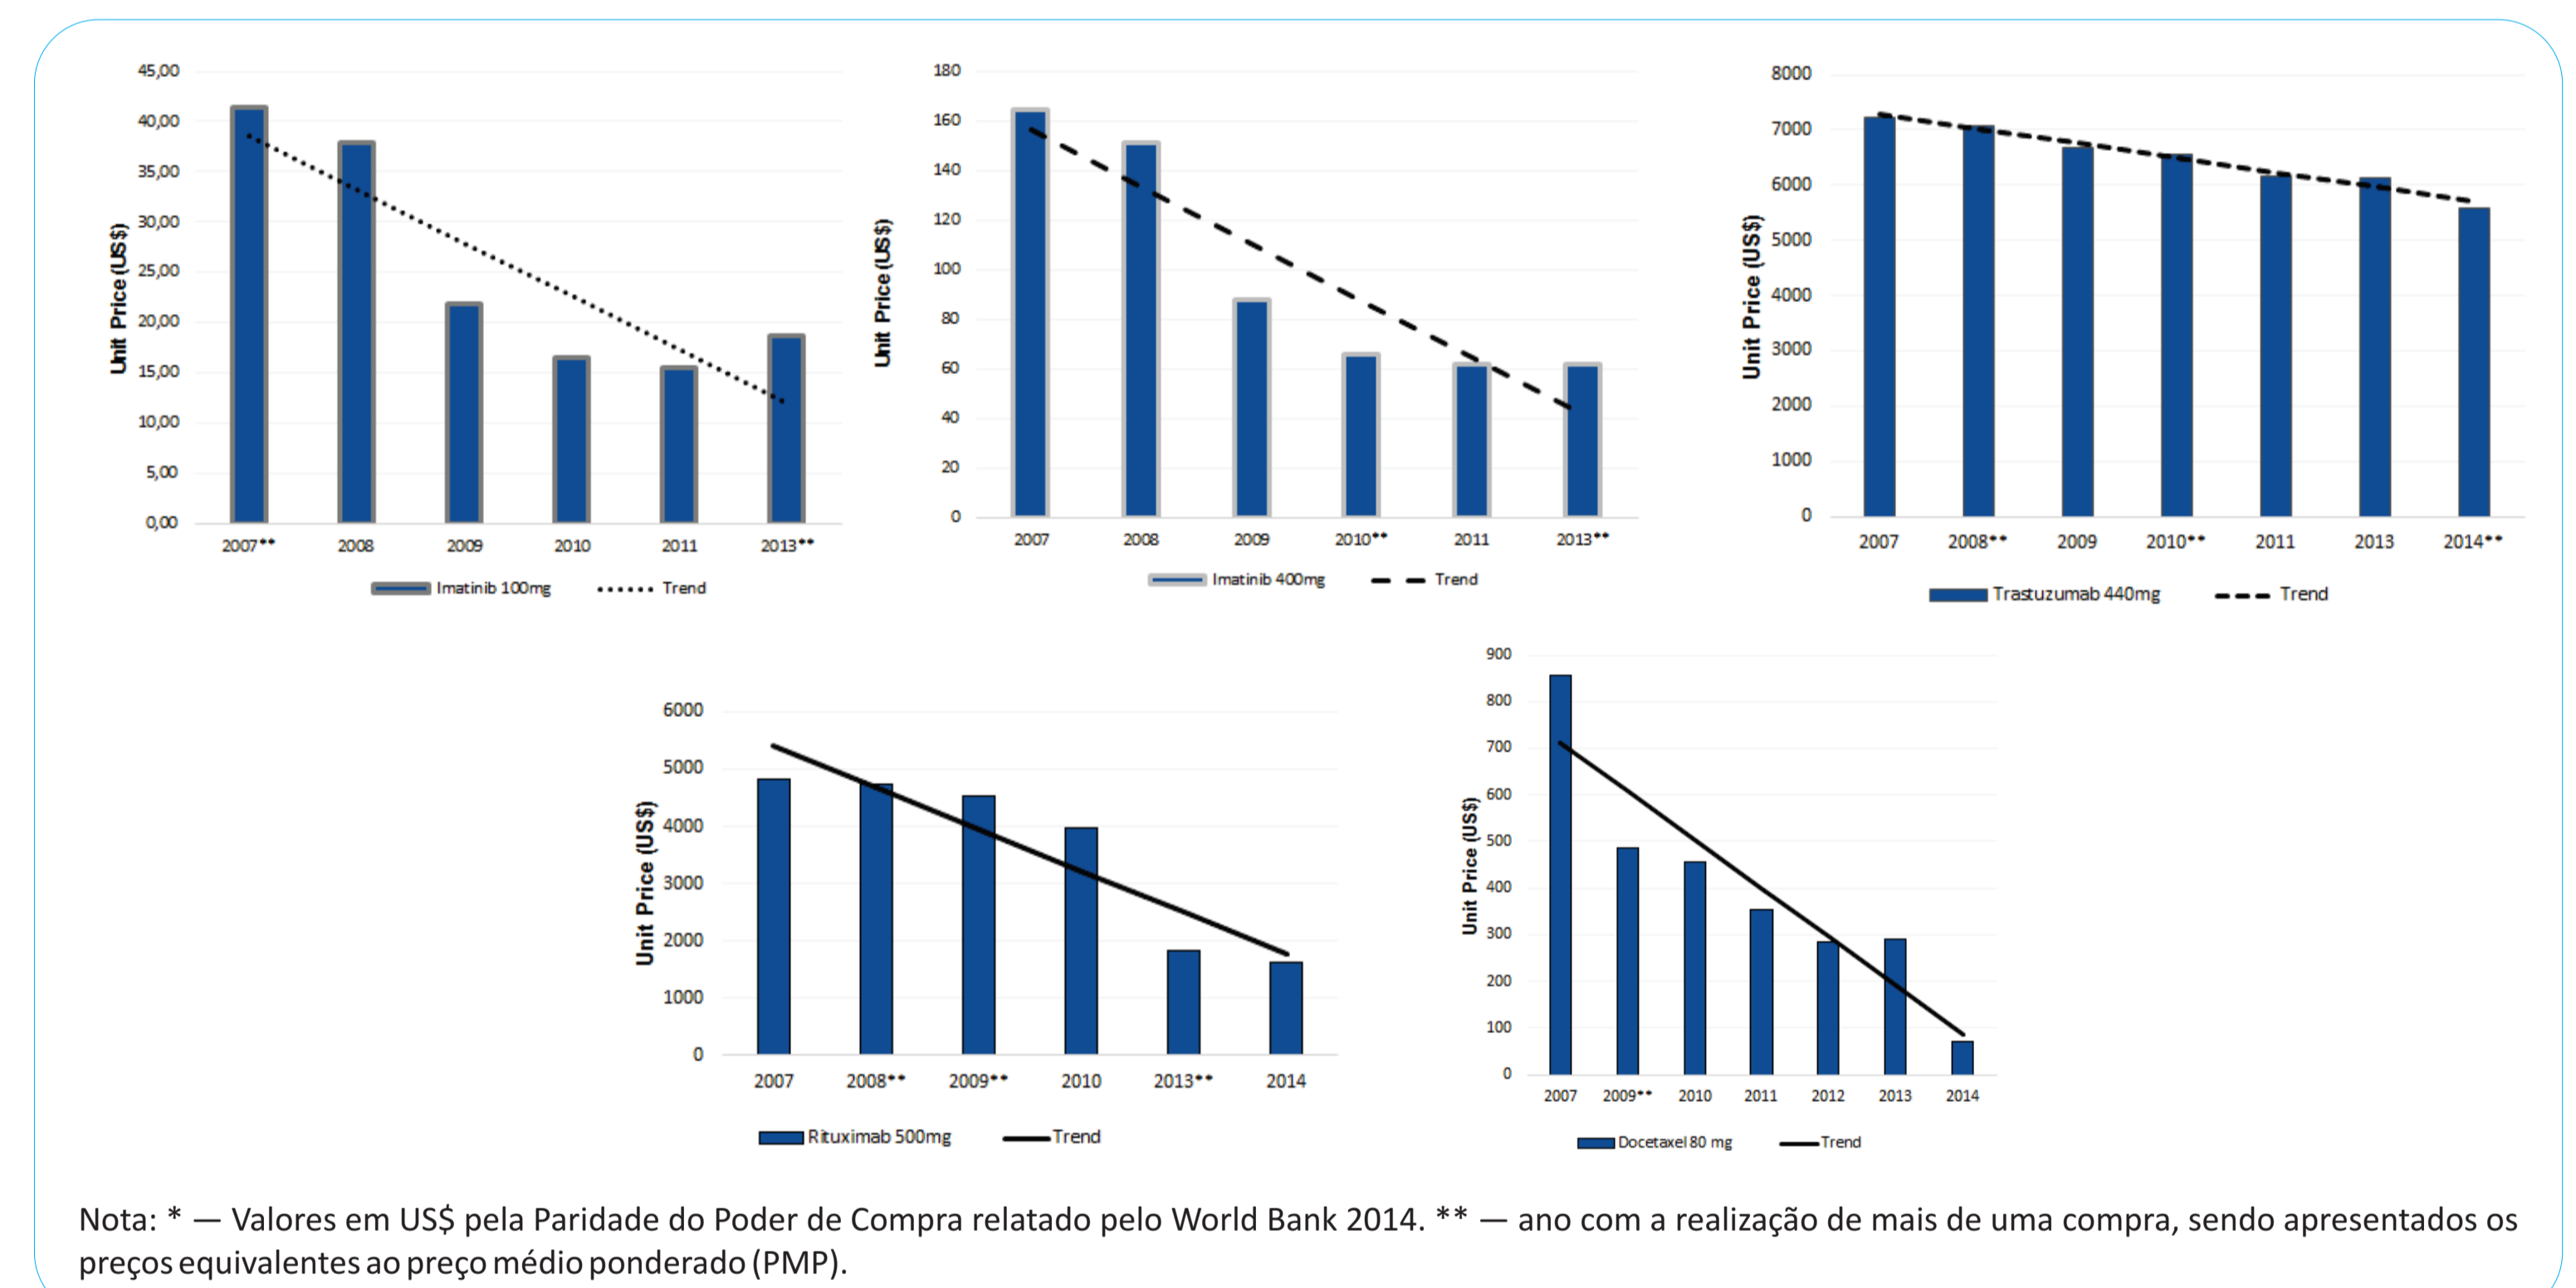 45,00
40,00
35,00
30,00
25,00
20,00
15,00
10,00
5,00
0,00
Unit Price (US$)
2007** 2008 2009 2010 2011 2013**
Imatinib 100mg Trend
180
160
140
120
100
80
60
40
20
0
Unit Price (US$)
2007 2008 2009 2010** 2011 2013**
Imatinib 400mg Trend
8000
7000
6000
5000
4000
3000
2000
1000
0
Unit Price (US$)
2007 2008** 2009 2010** 2011 2013 2014**
Trastuzumab 440mg Trend
6000
5000
4000
3000
2000
1000
0
Unit Price (US$)
2007 2008** 2009** 2010 2013** 2014
Rituximab 500mg Trend
900
800
700
600
500
400
300
200
100
0
Unit Price (US$)
2007 2009** 2010 2011 2012 2013 2014
Docetaxel 80 mg Trend
Nota: * — Valores em US$ pela Paridade do Poder de Compra relatado pelo World Bank 2014. ** — ano com a realização de mais de uma compra, sendo apresentados os
preços equivalentes ao preço médio ponderado (PMP).